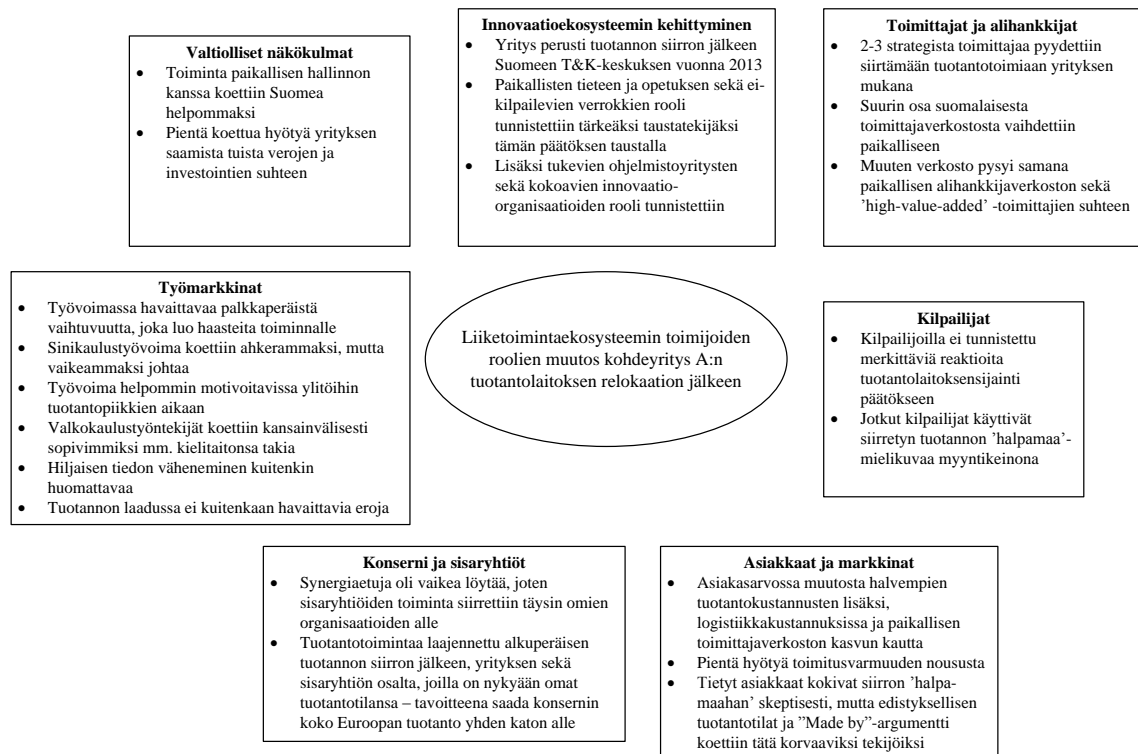 Valtiolliset näkökulmat
• Toiminta paikallisen hallinnon
kanssa koettiin Suomea
helpommaksi
• Pientä koettua hyötyä yrityksen
saamista tuista verojen ja
investointien suhteen
Innovaatioekosysteemin kehittyminen
• Yritys perusti tuotannon siirron jälkeen
Suomeen T&K-keskuksen vuonna 2013
• Paikallisten tieteen ja opetuksen sekä ei-
kilpailevien verrokkien rooli
tunnistettiin tärkeäksi taustatekijäksi
tämän päätöksen taustalla
• Lisäksi tukevien ohjelmistoyritysten
sekä kokoavien innovaatio-
organisaatioiden rooli tunnistettiin
Toimittajat ja alihankkijat
• 2-3 strategista toimittajaa pyydettiin
siirtämään tuotantotoimiaan yrityksen
mukana
• Suurin osa suomalaisesta
toimittajaverkostosta vaihdettiin
paikalliseen
• Muuten verkosto pysyi samana
paikallisen alihankkijaverkoston sekä
’high-value-added’ -toimittajien suhteen
Työmarkkinat
• Työvoimassa havaittavaa palkkaperäistä
vaihtuvuutta, joka luo haasteita toiminnalle
• Sinikaulustyövoima koettiin ahkerammaksi, mutta
vaikeammaksi johtaa
• Työvoima helpommin motivoitavissa ylitöihin
tuotantopiikkien aikaan
• Valkokaulustyöntekijät koettiin kansainvälisesti
sopivimmiksi mm. kielitaitonsa takia
• Hiljaisen tiedon väheneminen kuitenkin
huomattavaa
• Tuotannon laadussa ei kuitenkaan havaittavia eroja
Liiketoimintaekosysteemin toimijoiden
roolien muutos kohdeyritys A:n
tuotantolaitoksen relokaation jälkeen
Kilpailijat
• Kilpailijoilla ei tunnistettu
merkittäviä reaktioita
tuotantolaitoksensijainti
päätökseen
• Jotkut kilpailijat käyttivät
siirretyn tuotannon ’halpamaa’-
mielikuvaa myyntikeinona
Konserni ja sisaryhtiöt
• Synergiaetuja oli vaikea löytää, joten
sisaryhtiöiden toiminta siirrettiin täysin omien
organisaatioiden alle
• Tuotantotoimintaa laajennettu alkuperäisen
tuotannon siirron jälkeen, yrityksen sekä
sisaryhtiön osalta, joilla on nykyään omat
tuotantotilansa – tavoitteena saada konsernin
koko Euroopan tuotanto yhden katon alle
Asiakkaat ja markkinat
• Asiakasarvossa muutosta halvempien
tuotantokustannusten lisäksi,
logistiikkakustannuksissa ja paikallisen
toimittajaverkoston kasvun kautta
• Pientä hyötyä toimitusvarmuuden noususta
• Tietyt asiakkaat kokivat siirron ’halpa-
maahan’ skeptisesti, mutta edistyksellisen
tuotantotilat ja ”Made by”-argumentti
koettiin tätä korvaaviksi tekijöiksi